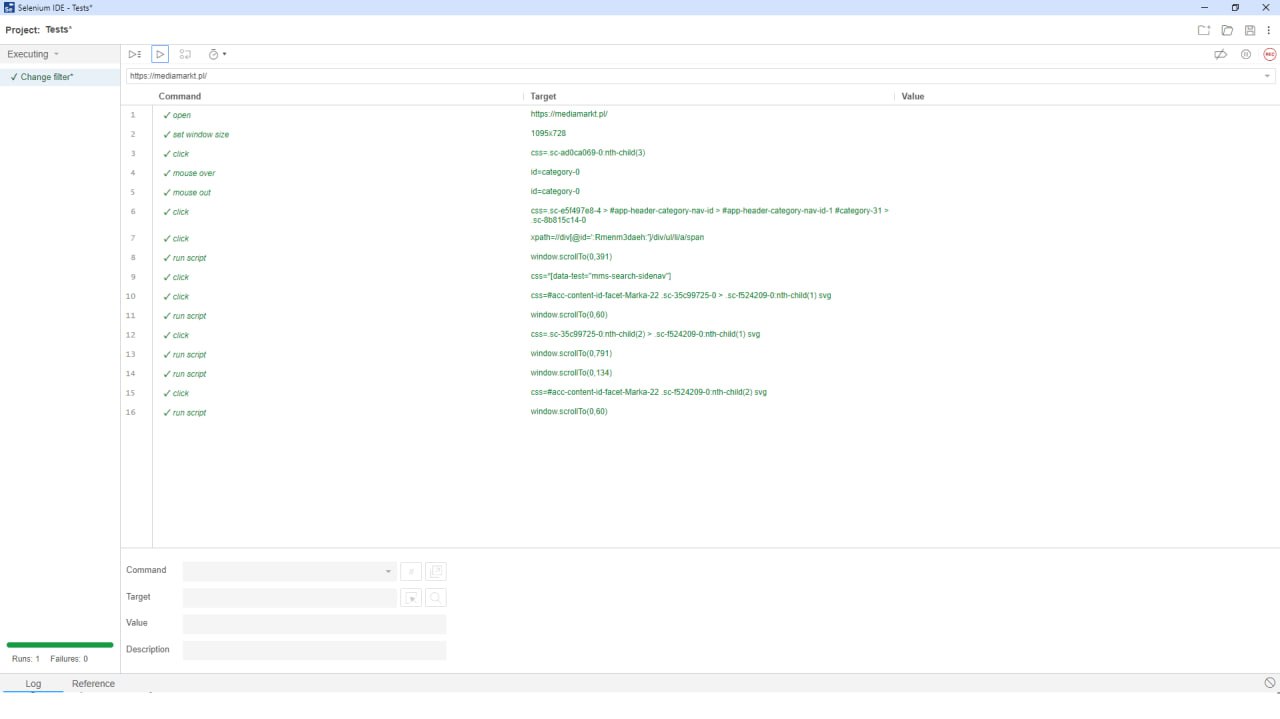 Selenium IDE - Tests*
Project: Tests*
Executing
✓ Change filter*
https://mediamarkt.pl/
Command Target Value
1 ✓ open https://mediamarkt.pl/
2 ✓ set window size 1095x728
3 ✓ click css=.sc-ad0ca069-0:nth-child(3)
4 ✓ mouse over id=category-0
5 ✓ mouse out id=category-0
6 ✓ click css=.sc-e5f497e8-4 > #app-header-category-nav-id > #app-header-category-nav-id-1 #category-31 >
.sc-8b815c14-0
7 ✓ click xpath=//div[@id=':Rmenm3daeh:']/div/ul/li/a/span
8 ✓ run script window.scrollTo(0,391)
9 ✓ click css=*[data-test="mms-search-sidenav"]
10 ✓ click css=#acc-content-id-facet-Marka-22 .sc-35c99725-0 > .sc-f524209-0:nth-child(1) svg
11 ✓ run script window.scrollTo(0,60)
12 ✓ click css=.sc-35c99725-0:nth-child(2) > .sc-f524209-0:nth-child(1) svg
13 ✓ run script window.scrollTo(0,791)
14 ✓ run script window.scrollTo(0,134)
15 ✓ click css=#acc-content-id-facet-Marka-22 .sc-f524209-0:nth-child(2) svg
16 ✓ run script window.scrollTo(0,60)
Command
Target
Value
Description
Runs: 1 Failures: 0
Log Reference